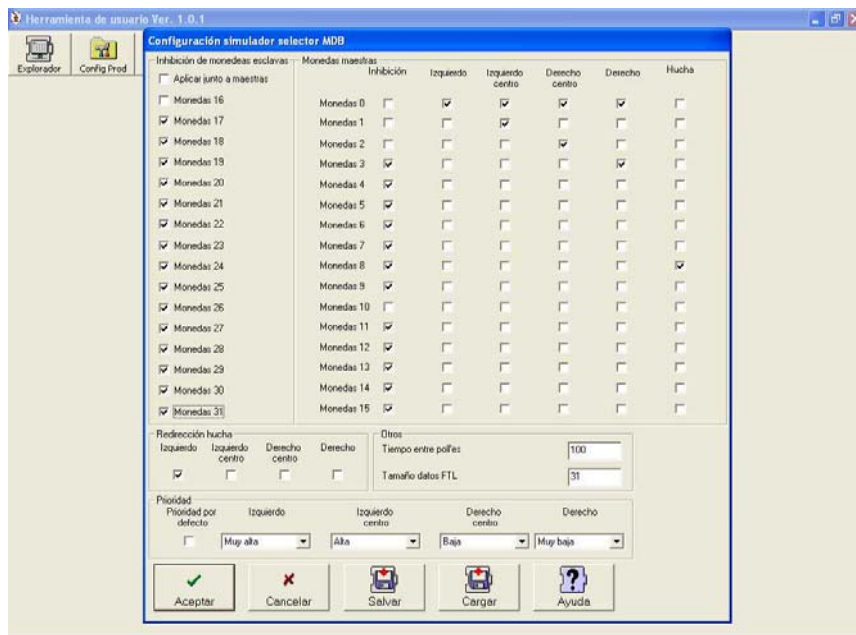 Herramienta de usuario Ver. 1.0.1
Explorador
Config Prod
Configuración simulador selector MDB
Inhibición de monedeas esclavas
Aplicar junto a maestras
Monedas 16
Monedas 17
Monedas 18
Monedas 19
Monedas 20
Monedas 21
Monedas 22
Monedas 23
Monedas 24
Monedas 25
Monedas 26
Monedas 27
Monedas 28
Monedas 29
Monedas 30
Monedas 31
Monedas maestras
Inhibición Izquierdo Izquierdo centro Derecho centro Derecho Hucha
Monedas 0
Monedas 1
Monedas 2
Monedas 3
Monedas 4
Monedas 5
Monedas 6
Monedas 7
Monedas 8
Monedas 9
Monedas 10
Monedas 11
Monedas 12
Monedas 13
Monedas 14
Monedas 15
Redirección hucha
Izquierdo Izquierdo centro Derecho centro Derecho
Otros
Tiempo entre poll'es 100
Tamaño datos FTL 31
Prioridad
Prioridad por defecto Izquierdo Izquierdo centro Derecho centro Derecho
Muy alta Alta Baja Muy baja
Aceptar Cancelar Salvar Cargar Ayuda